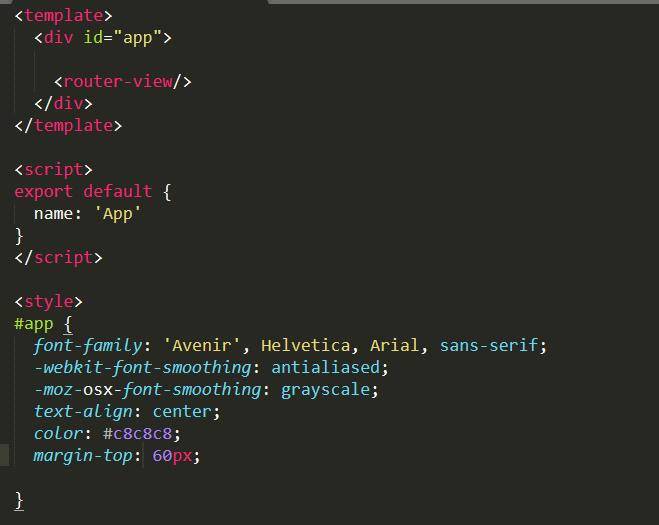 <template>
  <div id="app">

    <router-view/>
  </div>
</template>

<script>
export default {
  name: 'App'
}
</script>

<style>
#app {
  font-family: 'Avenir', Helvetica, Arial, sans-serif;
  -webkit-font-smoothing: antialiased;
  -moz-osx-font-smoothing: grayscale;
  text-align: center;
  color: #c8c8c8;
  margin-top: 60px;

}